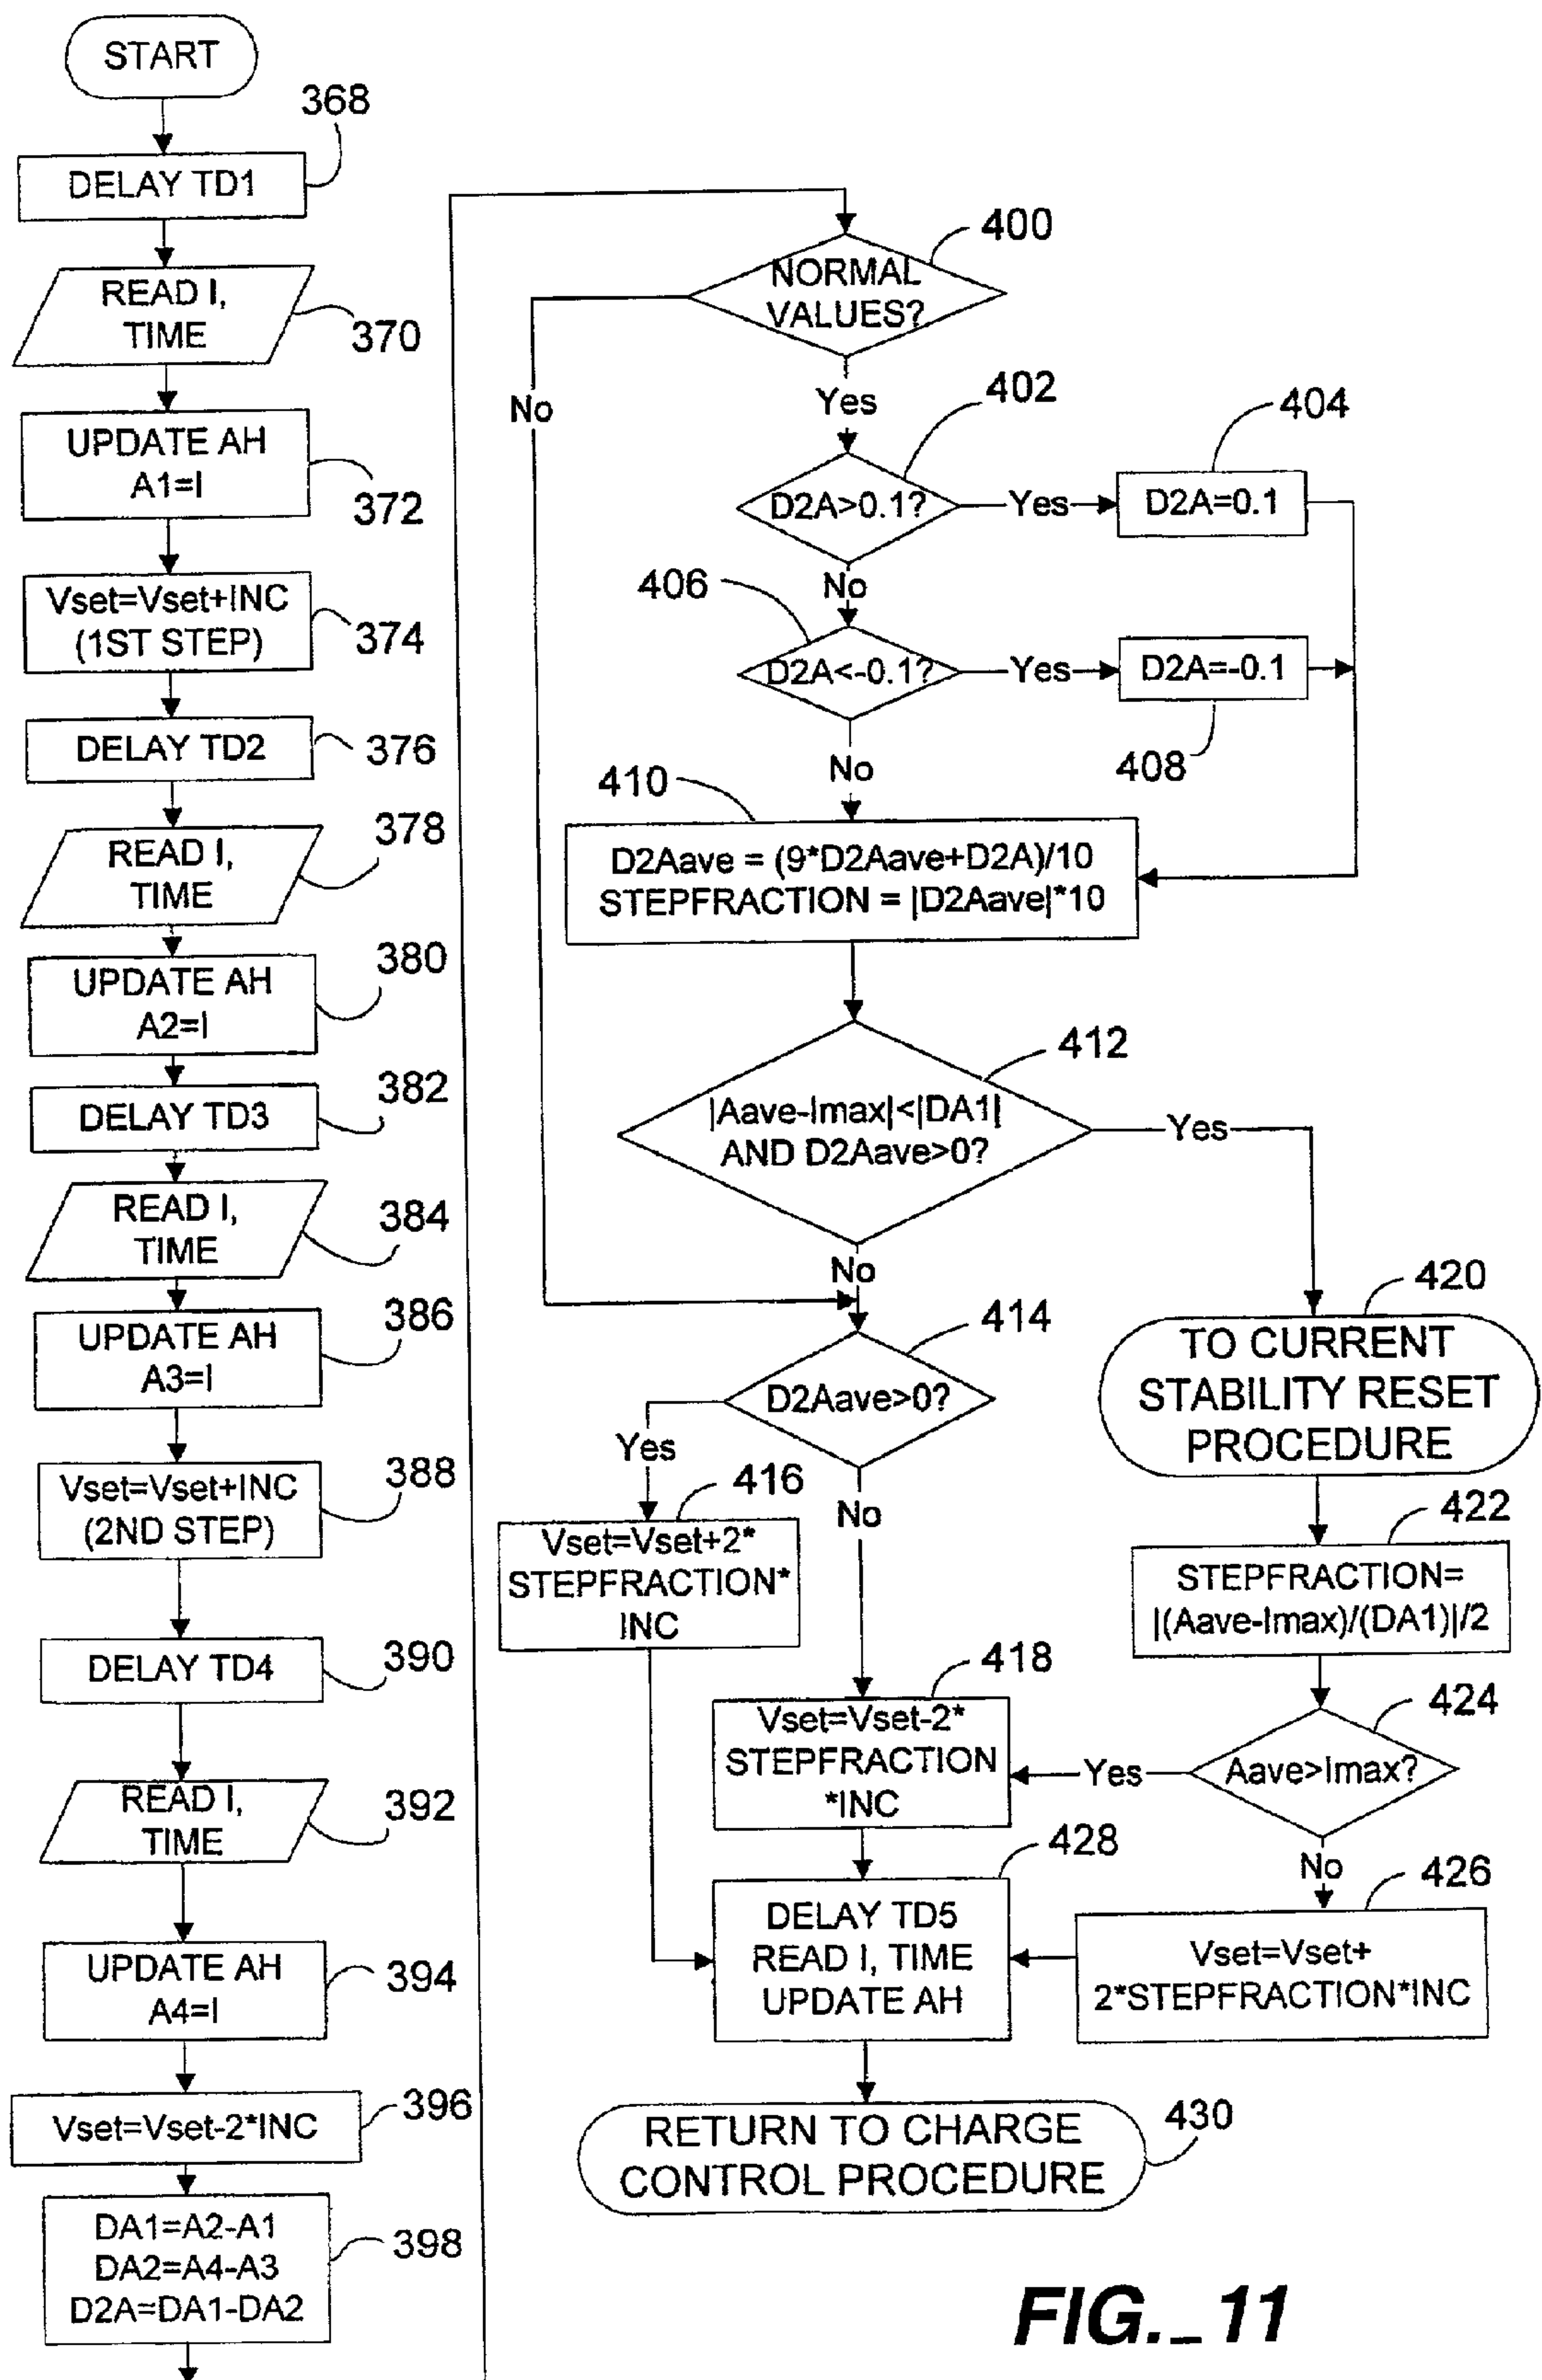 START
368
DELAY TD1
READ I,
TIME
370
UPDATE AH
A1=I
372
Vset=Vset+INC
(1ST STEP)
374
DELAY TD2
376
READ I,
TIME
378
UPDATE AH
A2=I
380
DELAY TD3
382
READ I,
TIME
384
UPDATE AH
A3=I
386
Vset=Vset+INC
(2ND STEP)
388
DELAY TD4
390
READ I,
TIME
392
UPDATE AH
A4=I
394
Vset=Vset-2*INC
396
DA1=A2-A1
DA2=A4-A3
D2A=DA1-DA2
398
NORMAL
VALUES?
400
No
Yes
D2A>0.1?
402
Yes
D2A=0.1
404
No
406
D2A<-0.1?
Yes
D2A=-0.1
408
No
410
D2Aave = (9*D2Aave+D2A)/10
STEPFRACTION = |D2Aave|*10
412
|Aave-Imax|<|DA1|
AND D2Aave>0?
Yes
No
414
D2Aave>0?
Yes
No
416
Vset=Vset+2*
STEPFRACTION*
INC
418
Vset=Vset-2*
STEPFRACTION
*INC
420
TO CURRENT
STABILITY RESET
PROCEDURE
422
STEPFRACTION=
|(Aave-Imax)/(DA1)|/2
424
Aave>Imax?
Yes
No
426
Vset=Vset+
2*STEPFRACTION*INC
428
DELAY TD5
READ I, TIME
UPDATE AH
RETURN TO CHARGE
CONTROL PROCEDURE
430
FIG._ 11